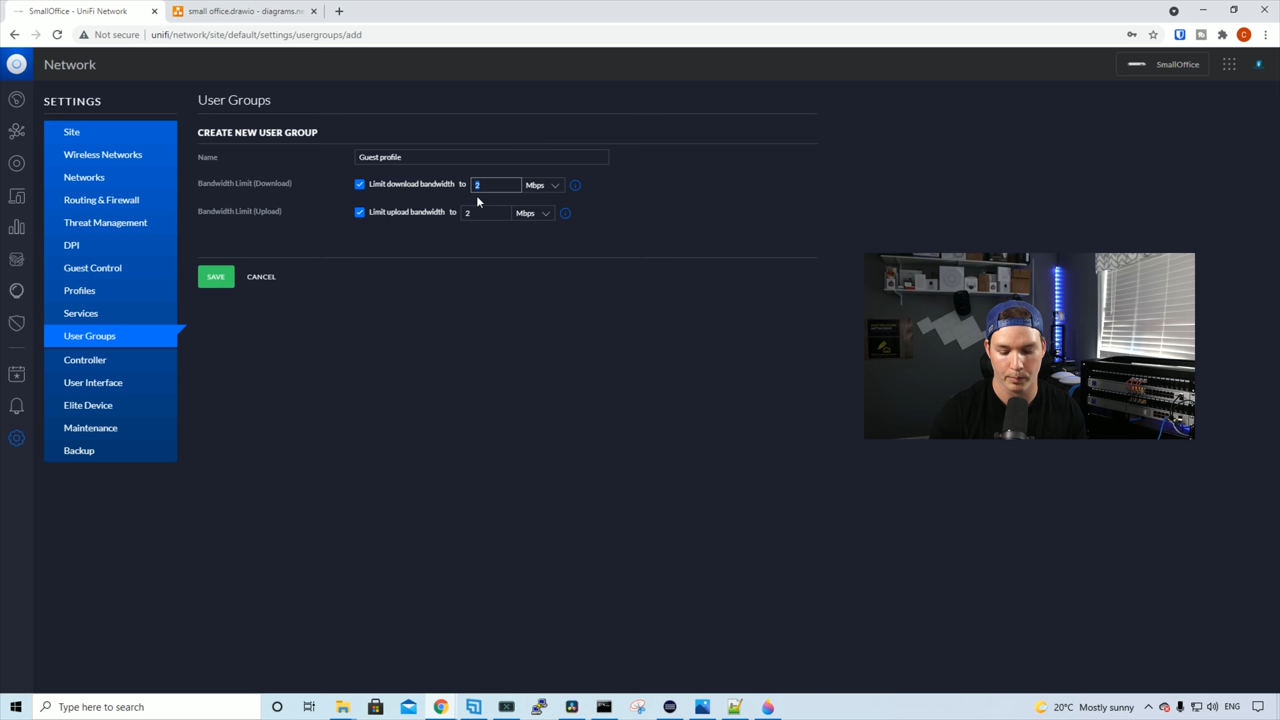 SmallOffice - UniFi Network
small office.drawio - diagrams.ne
Not secure
unifi/network/site/default/settings/usergroups/add
C
Network
SmallOffice
SETTINGS
Site
Wireless Networks
Networks
Routing & Firewall
Threat Management
DPI
Guest Control
Profiles
Services
User Groups
Controller
User Interface
Elite Device
Maintenance
Backup
User Groups
CREATE NEW USER GROUP
Name
Guest profile
Bandwidth Limit (Download)
Limit download bandwidth to
2
Mbps
Bandwidth Limit (Upload)
Limit upload bandwidth to
2
Mbps
SAVE
CANCEL
Type here to search
20°C Mostly sunny
ENG